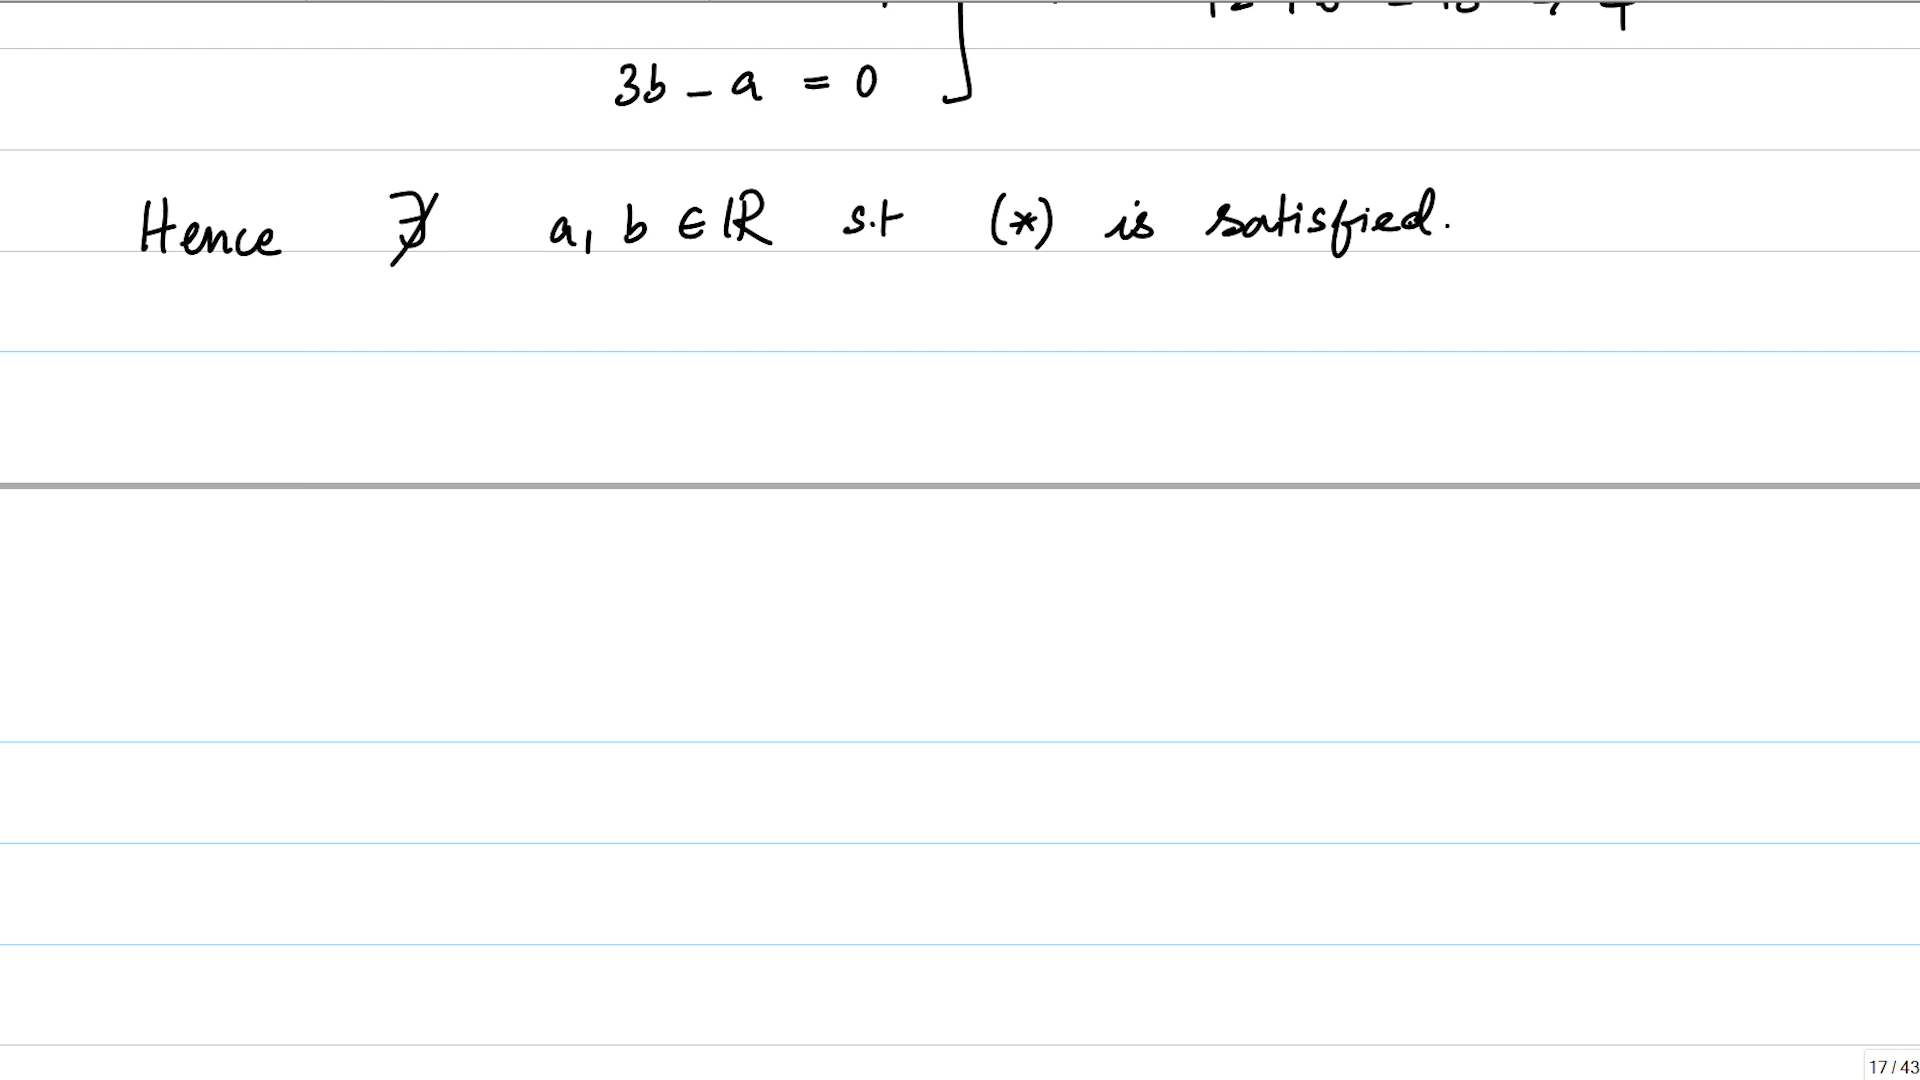 3b - a = 0
Hence ∄ a, b ∈ ℝ s.t (*) is satisfied.
17 / 43